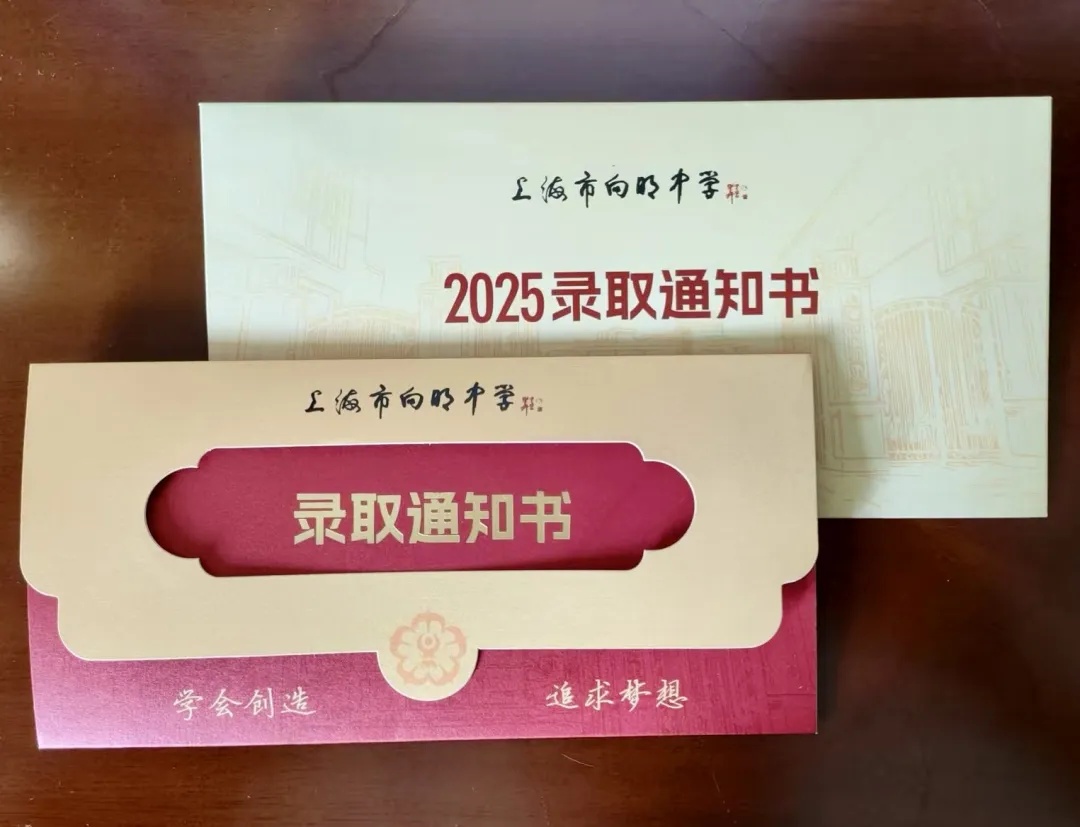 上海市向明中学
2025录取通知书
上海市向明中学
录取通知书
学会创造
追求梦想